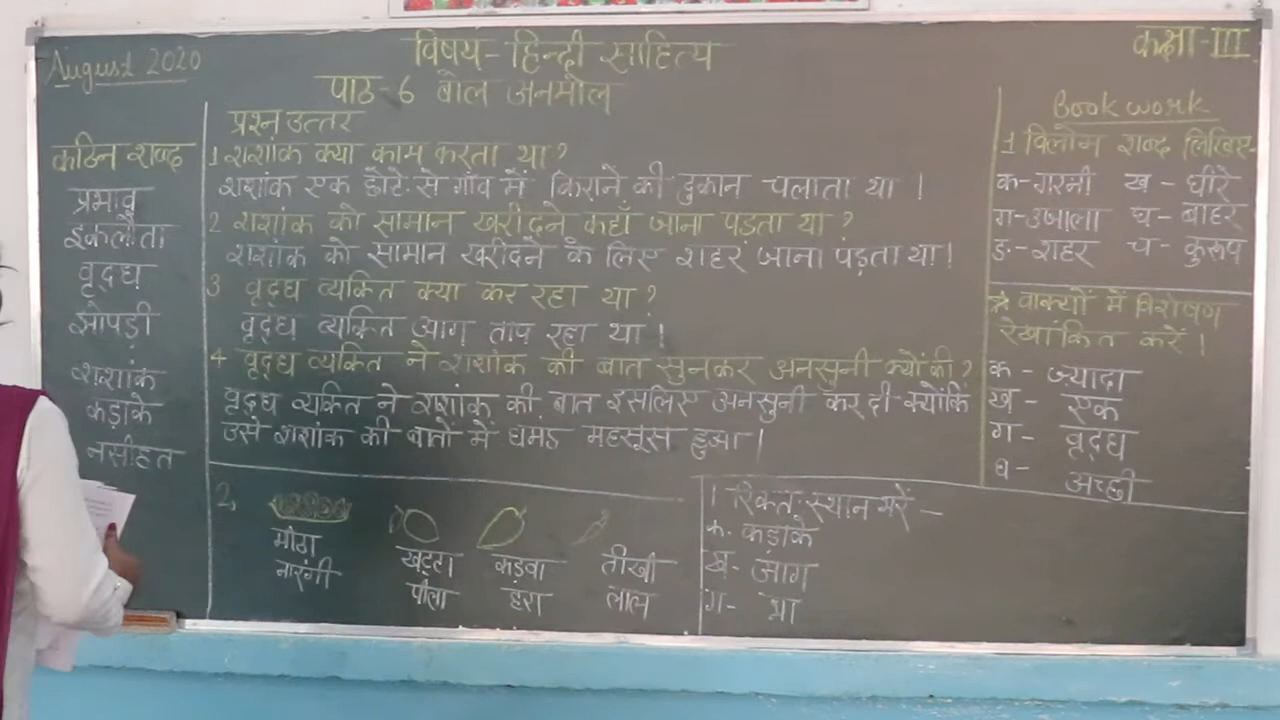 August 2020
विषय-हिन्दी साहित्य
कक्षा-III
पाठ-6 बोल अनमोल
कठिन शब्द
प्रभाव
इकलौता
वृद्ध
झोपड़ी
शशांक
कड़ाके
नसीहत
प्रश्न उत्तर
1 शशांक क्या काम करता था?
शशांक एक छोटे-से गाँव में किराने की दुकान चलाता था।
2 शशांक को सामान खरीदने कहाँ जाना पड़ता था?
शशांक को सामान खरीदने के लिए शहर जाना पड़ता था।
3 वृद्ध व्यक्ति क्या कर रहा था?
वृद्ध व्यक्ति आग ताप रहा था।
4 वृद्ध व्यक्ति ने शशांक की बात सुनकर अनसुनी क्यों की?
वृद्ध व्यक्ति ने शशांक की बात इसलिए अनसुनी कर दी क्योंकि
उसे शशांक की बातों में घमंड महसूस हुआ।
Book work
1 विलोम शब्द लिखिए-
क-गरमी ख - धीरे
ग-उजाला घ- बाहर
ङ-शहर च- कुरूप
वाक्यों में विशेषण
रेखांकित करें।
क- ज़्यादा
ख- एक
ग- वृद्ध
घ- अच्छी
2.
मीठा खट्टा कड़वा तीखी
नारंगी पीला हरा लाल
1 रिक्त-स्थान भरें-
क- कड़ाके
ख- आग
ग-